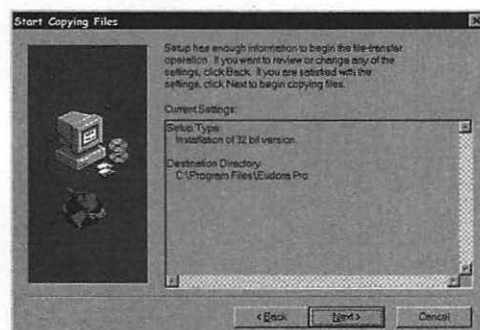 Start Copying Files
Setup has enough information to begin the file-transfer
operation. If you want to review or change any of the
settings, click Back. If you are satisfied with the
settings, click Next to begin copying files.
Current Settings:
Setup Type:
Installation of 32 bit version.
Destination Directory
C:\Program Files\Eudora Pro
< Back
Next >
Cancel